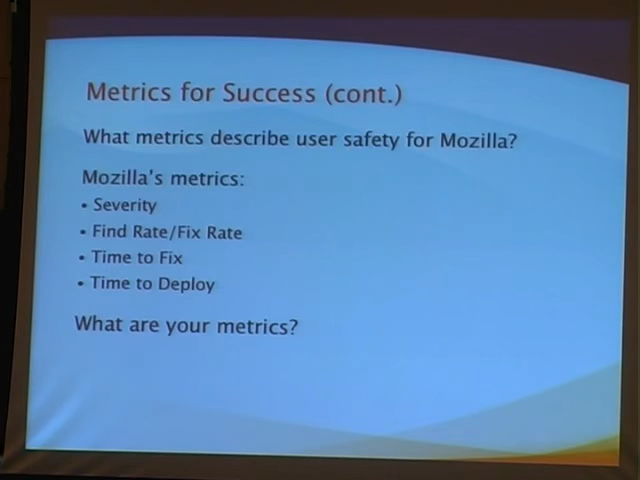 Metrics for Success (cont.)
What metrics describe user safety for Mozilla?
Mozilla's metrics:
• Severity
• Find Rate/Fix Rate
• Time to Fix
• Time to Deploy
What are your metrics?